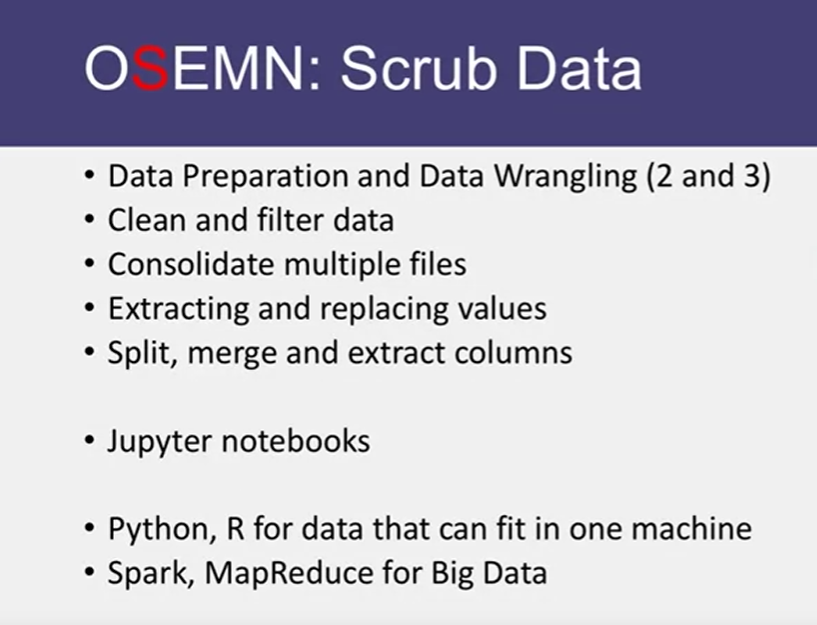 OSEMN: Scrub Data
• Data Preparation and Data Wrangling (2 and 3)
• Clean and filter data
• Consolidate multiple files
• Extracting and replacing values
• Split, merge and extract columns
• Jupyter notebooks
• Python, R for data that can fit in one machine
• Spark, MapReduce for Big Data